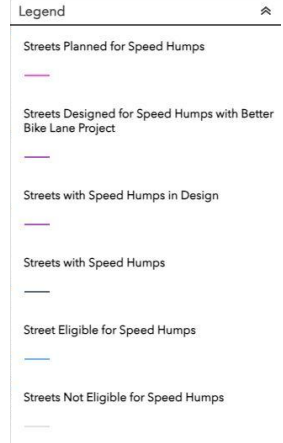 Legend
Streets Planned for Speed Humps
Streets Designed for Speed Humps with Better
Bike Lane Project
Streets with Speed Humps in Design
Streets with Speed Humps
Street Eligible for Speed Humps
Streets Not Eligible for Speed Humps